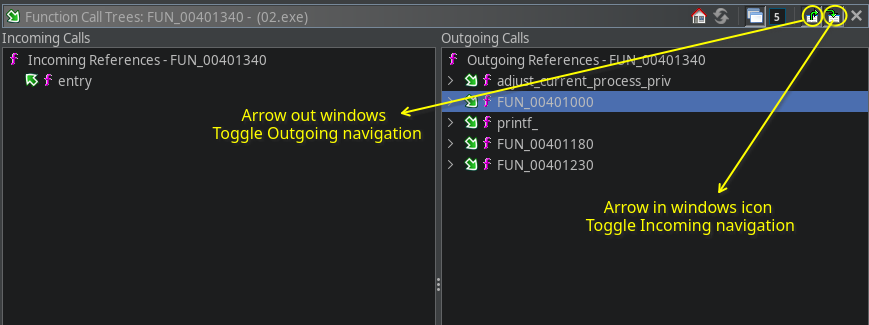 Function Call Trees: FUN_00401340 - (02.exe)
5
Incoming Calls
Outgoing Calls
f Incoming References - FUN_00401340
f entry
f Outgoing References - FUN_00401340
f adjust_current_process_priv
f FUN_00401000
f printf_
f FUN_00401180
f FUN_00401230
Arrow out windows
Toggle Outgoing navigation
Arrow in windows icon
Toggle Incoming navigation